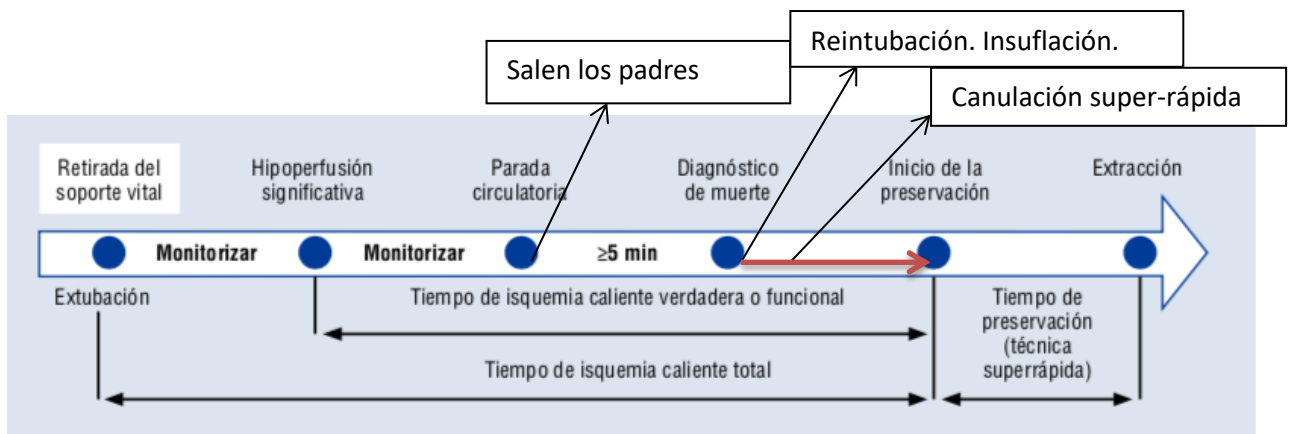 Reintubación. Insuflación.
Salen los padres
Canulación super-rápida
Retirada del
soporte vital
Hipoperfusión
significativa
Parada
circulatoria
Diagnóstico
de muerte
Inicio de la
preservación
Extracción
Monitorizar
Monitorizar
≥5 min
Extubación
Tiempo de isquemia caliente verdadera o funcional
Tiempo de
preservación
(técnica
superrápida)
Tiempo de isquemia caliente total